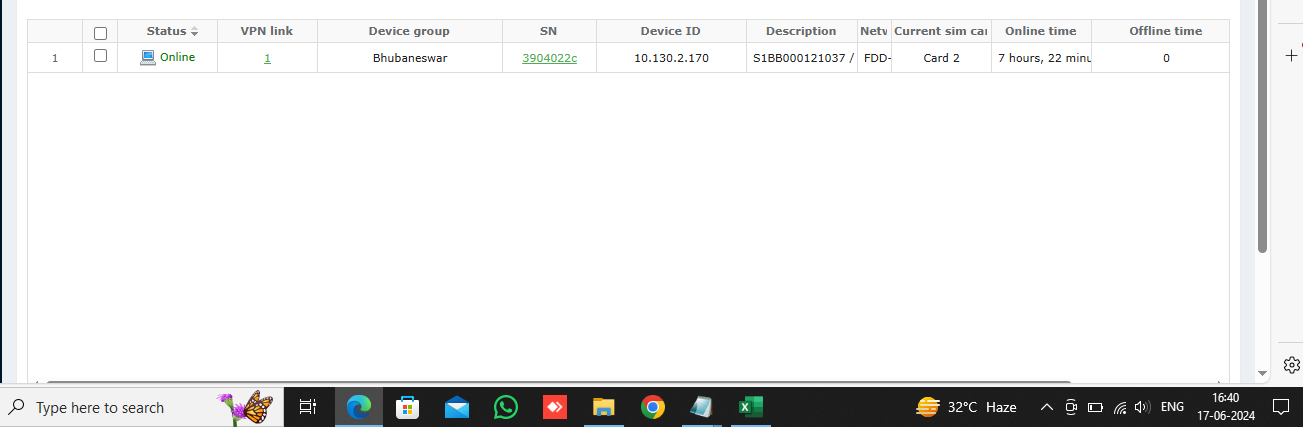 Status VPN link Device group SN Device ID Description Netv Current sim car Online time Offline time
1 Online 1 Bhubaneswar 3904022c 10.130.2.170 S1BB000121037 / FDD- Card 2 7 hours, 22 minu 0
Type here to search 32°C Haze ENG 16:40
17-06-2024